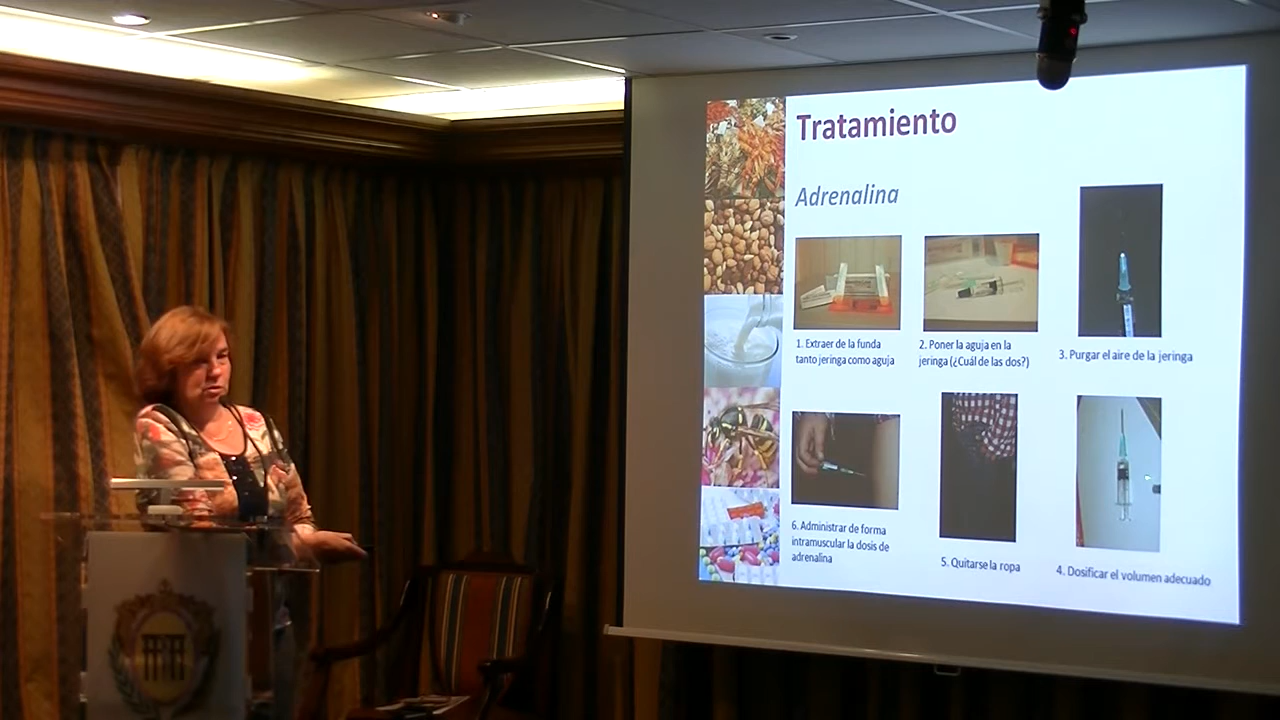 Tratamiento
Adrenalina
1. Extraer de la funda
tanto jeringa como aguja
2. Poner la aguja en la
jeringa (¿Cuál de las dos?)
3. Purgar el aire de la jeringa
6. Administrar de forma
intramuscular la dosis de
adrenalina
5. Quitarse la ropa
4. Dosificar el volumen adecuado